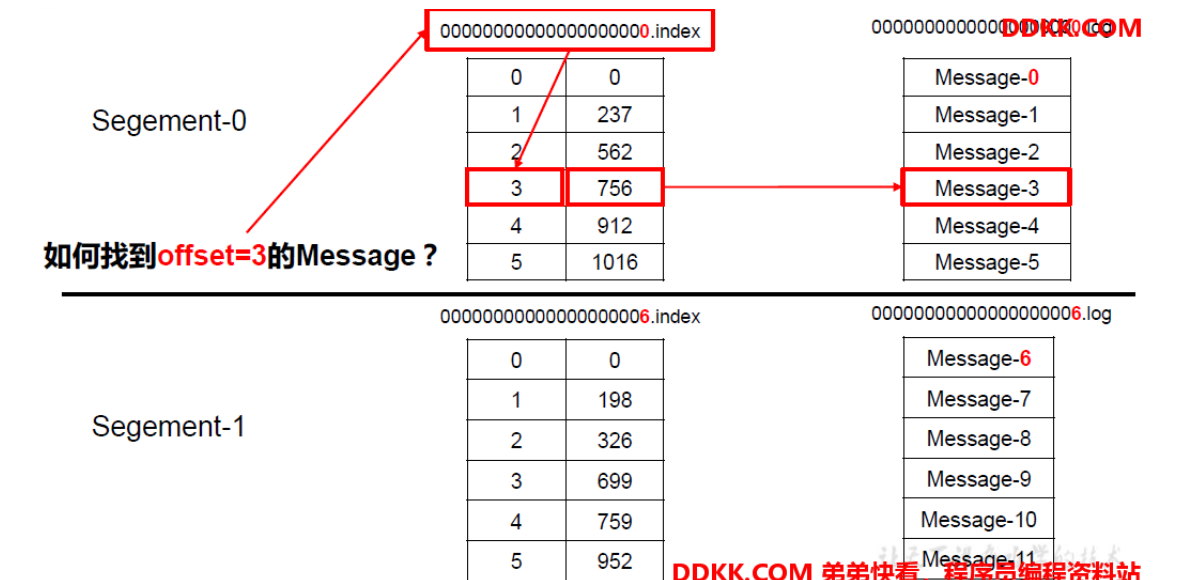 00000000000000000000.index
DDKK.COM
0 0
1 237
2 562
3 756
4 912
5 1016
Message-0
Message-1
Message-2
Message-3
Message-4
Message-5
Segement-0
如何找到offset=3的Message？
00000000000000000006.index
00000000000000000006.log
0 0
1 198
2 326
3 699
4 759
5 952
Message-6
Message-7
Message-8
Message-9
Message-10
Message-11
Segement-1
DDKK.COM 弟弟快看，程序员编程资料站